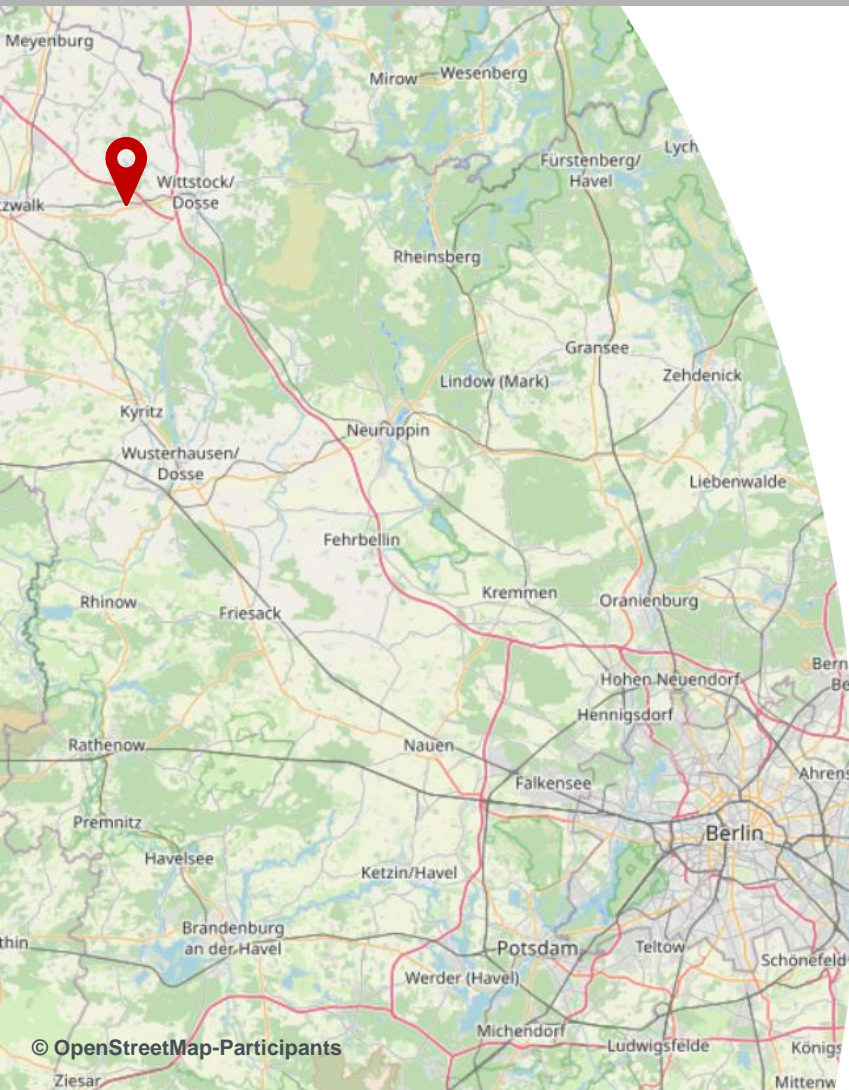 Meyenburg
Mirow
Wesenberg
Lych
Fürstenberg/
Havel
Wittstock/
Dosse
tzwalk
Rheinsberg
Gransee
Zehdenick
Lindow (Mark)
Kyritz
Neuruppin
Wusterhausen/
Dosse
Liebenwalde
Fehrbellin
Kremmen
Oranienburg
Rhinow
Friesack
Bern
Be
Hohen Neuendorf
Hennigsdorf
Rathenow
Nauen
Falkensee
Ahrens
Premnitz
Berlin
Havelsee
Ketzin/Havel
Brandenburg
an der Havel
thin
Potsdam
Teltow
Schönefeld
Werder (Havel)
Michendorf
Ludwigsfelde
Königs
© OpenStreetMap-Participants
Ziesar
Mittenw